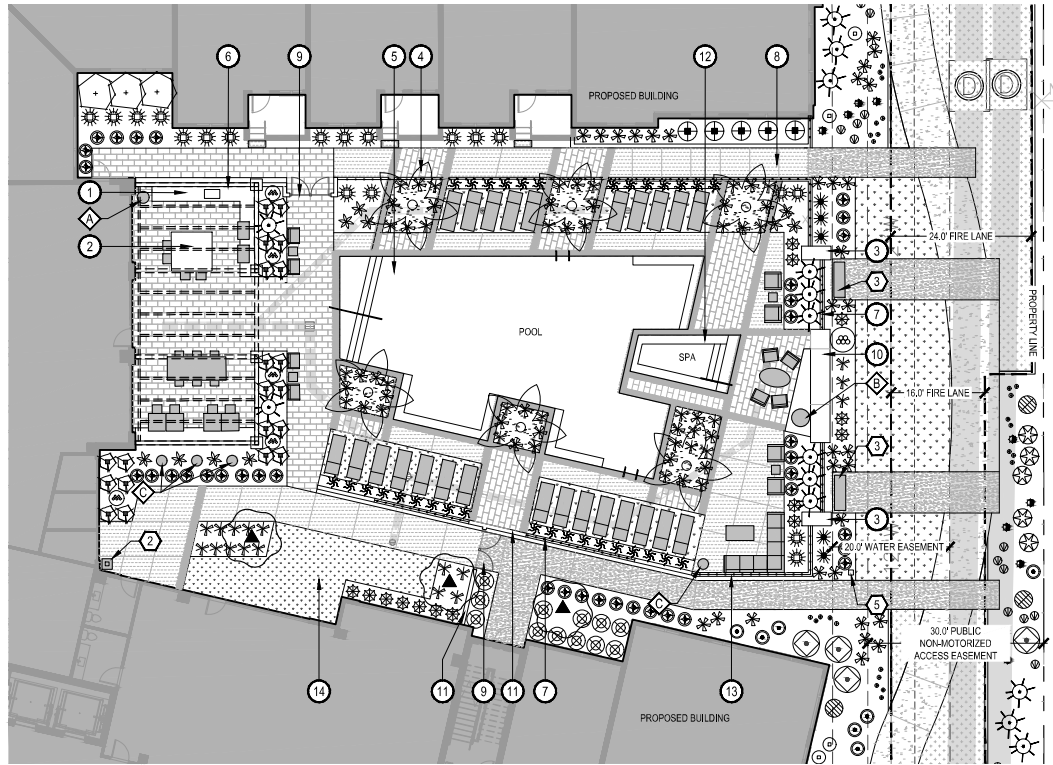 6
9
5
4
12
8
PROPOSED BUILDING
1
A
2
24.0' FIRE LANE
3
3
PROPERTY LINE
7
POOL
10
SPA
B
16.0' FIRE LANE
3
C
2
3
20.0' WATER EASEMENT
C
5
30.0' PUBLIC
NON-MOTORIZED
ACCESS EASEMENT
14
11
9
11
7
13
PROPOSED BUILDING